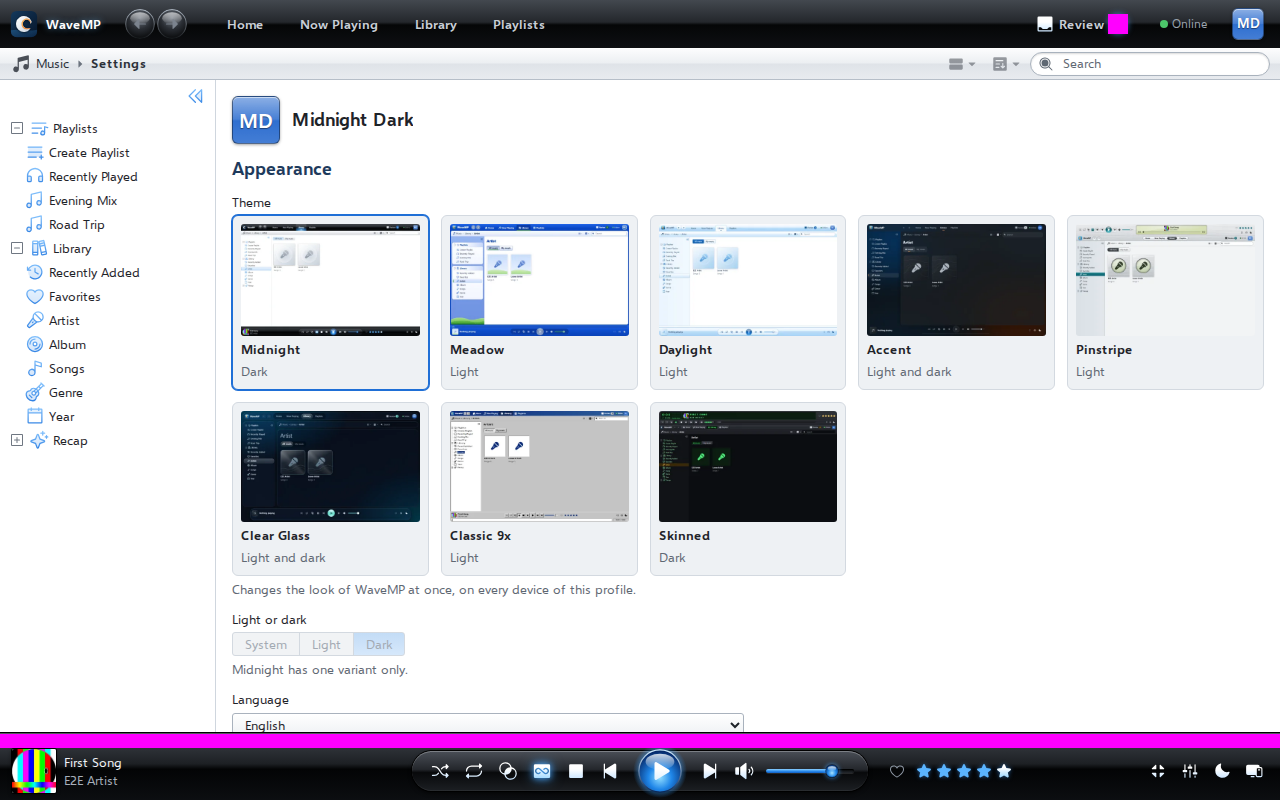 WaveMP
Home
Now Playing
Library
Playlists
Review
Online
MD
Music
Settings
Search
Playlists
Create Playlist
Recently Played
Evening Mix
Road Trip
Library
Recently Added
Favorites
Artist
Album
Songs
Genre
Year
Recap
MD
Midnight Dark
Appearance
Theme
Midnight
Dark
Meadow
Light
Daylight
Light
Accent
Light and dark
Pinstripe
Light
Clear Glass
Light and dark
Classic 9x
Light
Skinned
Dark
Changes the look of WaveMP at once, on every device of this profile.
Light or dark
System
Light
Dark
Midnight has one variant only.
Language
English
First Song
E2E Artist